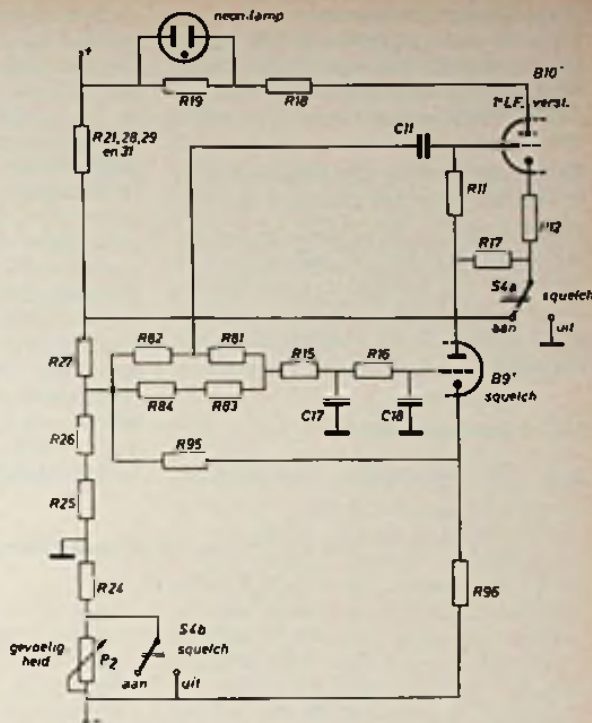 neon.lamp
+
B10'
1e LF. verst.
R19
R18
R21, 28, 29
en 31
C11
R11
R12
R17
S4a
squelch
aan
uit
R27
R82
R81
R15
R16
B9'
squelch
R84
R83
C17
C18
R26
R95
R25
R24
R96
gevoelig
heid
P2
S4b
squelch
aan
uit